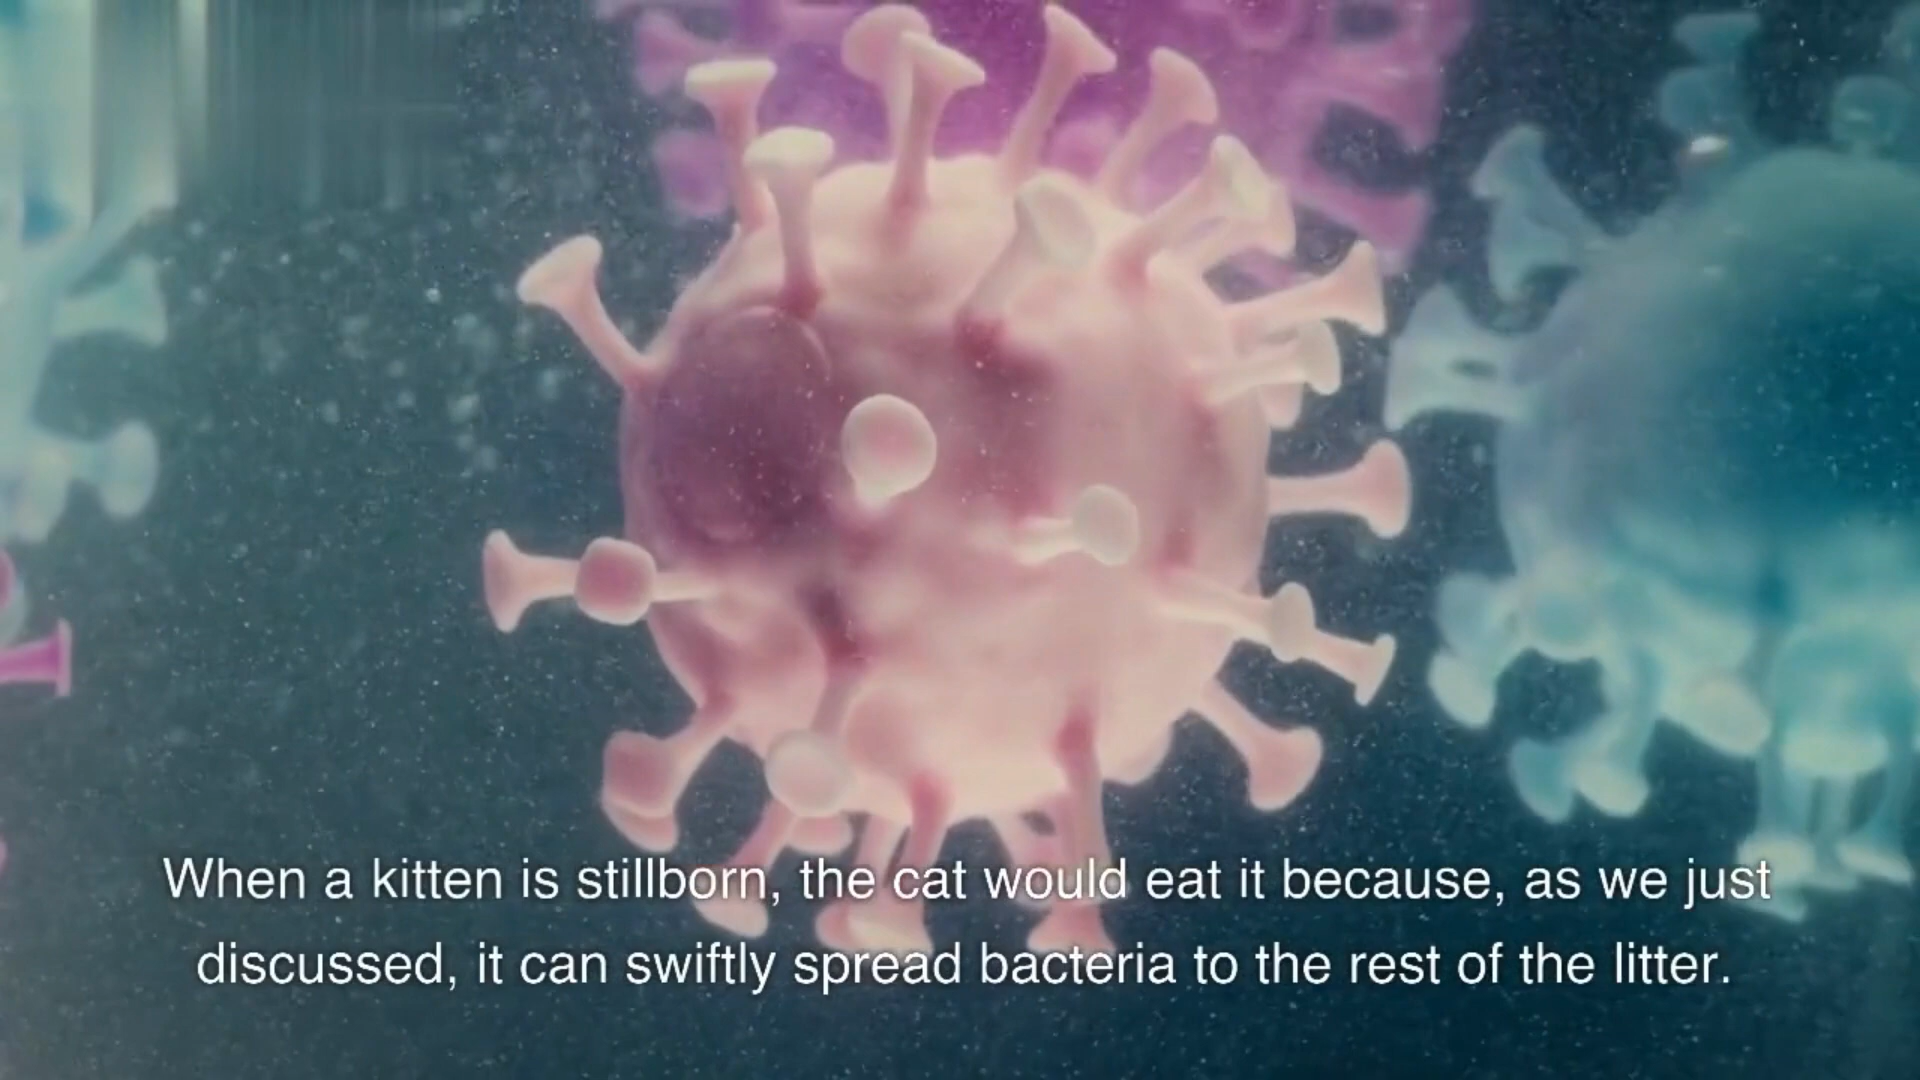 When a kitten is stillborn, the cat would eat it because, as we just
discussed, it can swiftly spread bacteria to the rest of the litter.